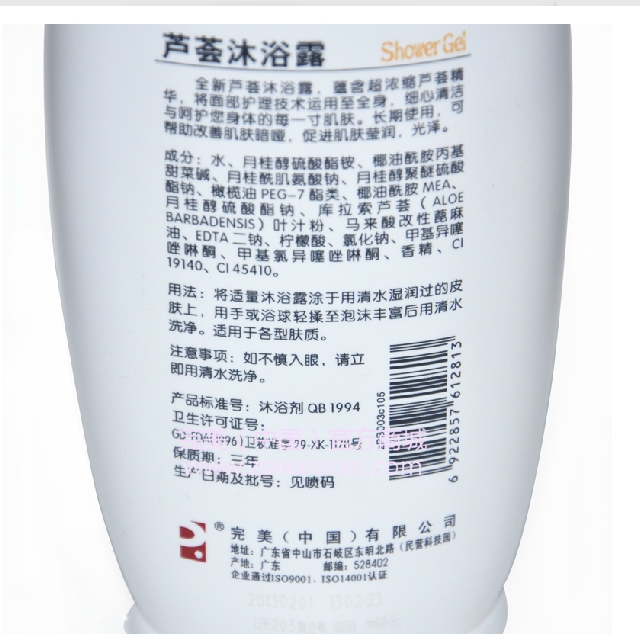 芦荟沐浴露 Shower Gel
全新芦荟沐浴露，蕴含超浓缩芦荟精
华，将面部护理技术运用至全身，细心清洁
与呵护您身体的每一寸肌肤。长期使用，可
帮助改善肌肤暗哑，促进肌肤莹润，光泽。
成分：水、月桂醇硫酸酯铵、椰油酰胺丙基
甜菜碱、月桂酰肌氨酸钠、月桂醇聚醚硫酸
酯钠、橄榄油 PEG-7 酯类、椰油酰胺 MEA、
月桂醇硫酸酯钠、库拉索芦荟（ALOE
BARBADENSIS）叶汁粉、马来酸改性蓖麻
油、EDTA 二钠、柠檬酸、氯化钠、甲基异噻
唑啉酮、甲基氯异噻唑啉酮、香精、CI
19140、CI 45410。
用法：将适量沐浴露涂于用清水湿润过的皮
肤上，用手或浴球轻揉至泡沫丰富后用清水
洗净。适用于各型肤质。
注意事项：如不慎入眼，请立
即用清水洗净。
产品标准号：沐浴剂 QB 1994
卫生许可证号：
保质期：三年
生产日期及批号：见喷码
6 922857 612813
完美（中国）有限公司
地址：广东省中山市石岐区东明北路（民营科技园）
产地：广东 邮编：528402
企业通过ISO9001、ISO14001认证
20130201 130223